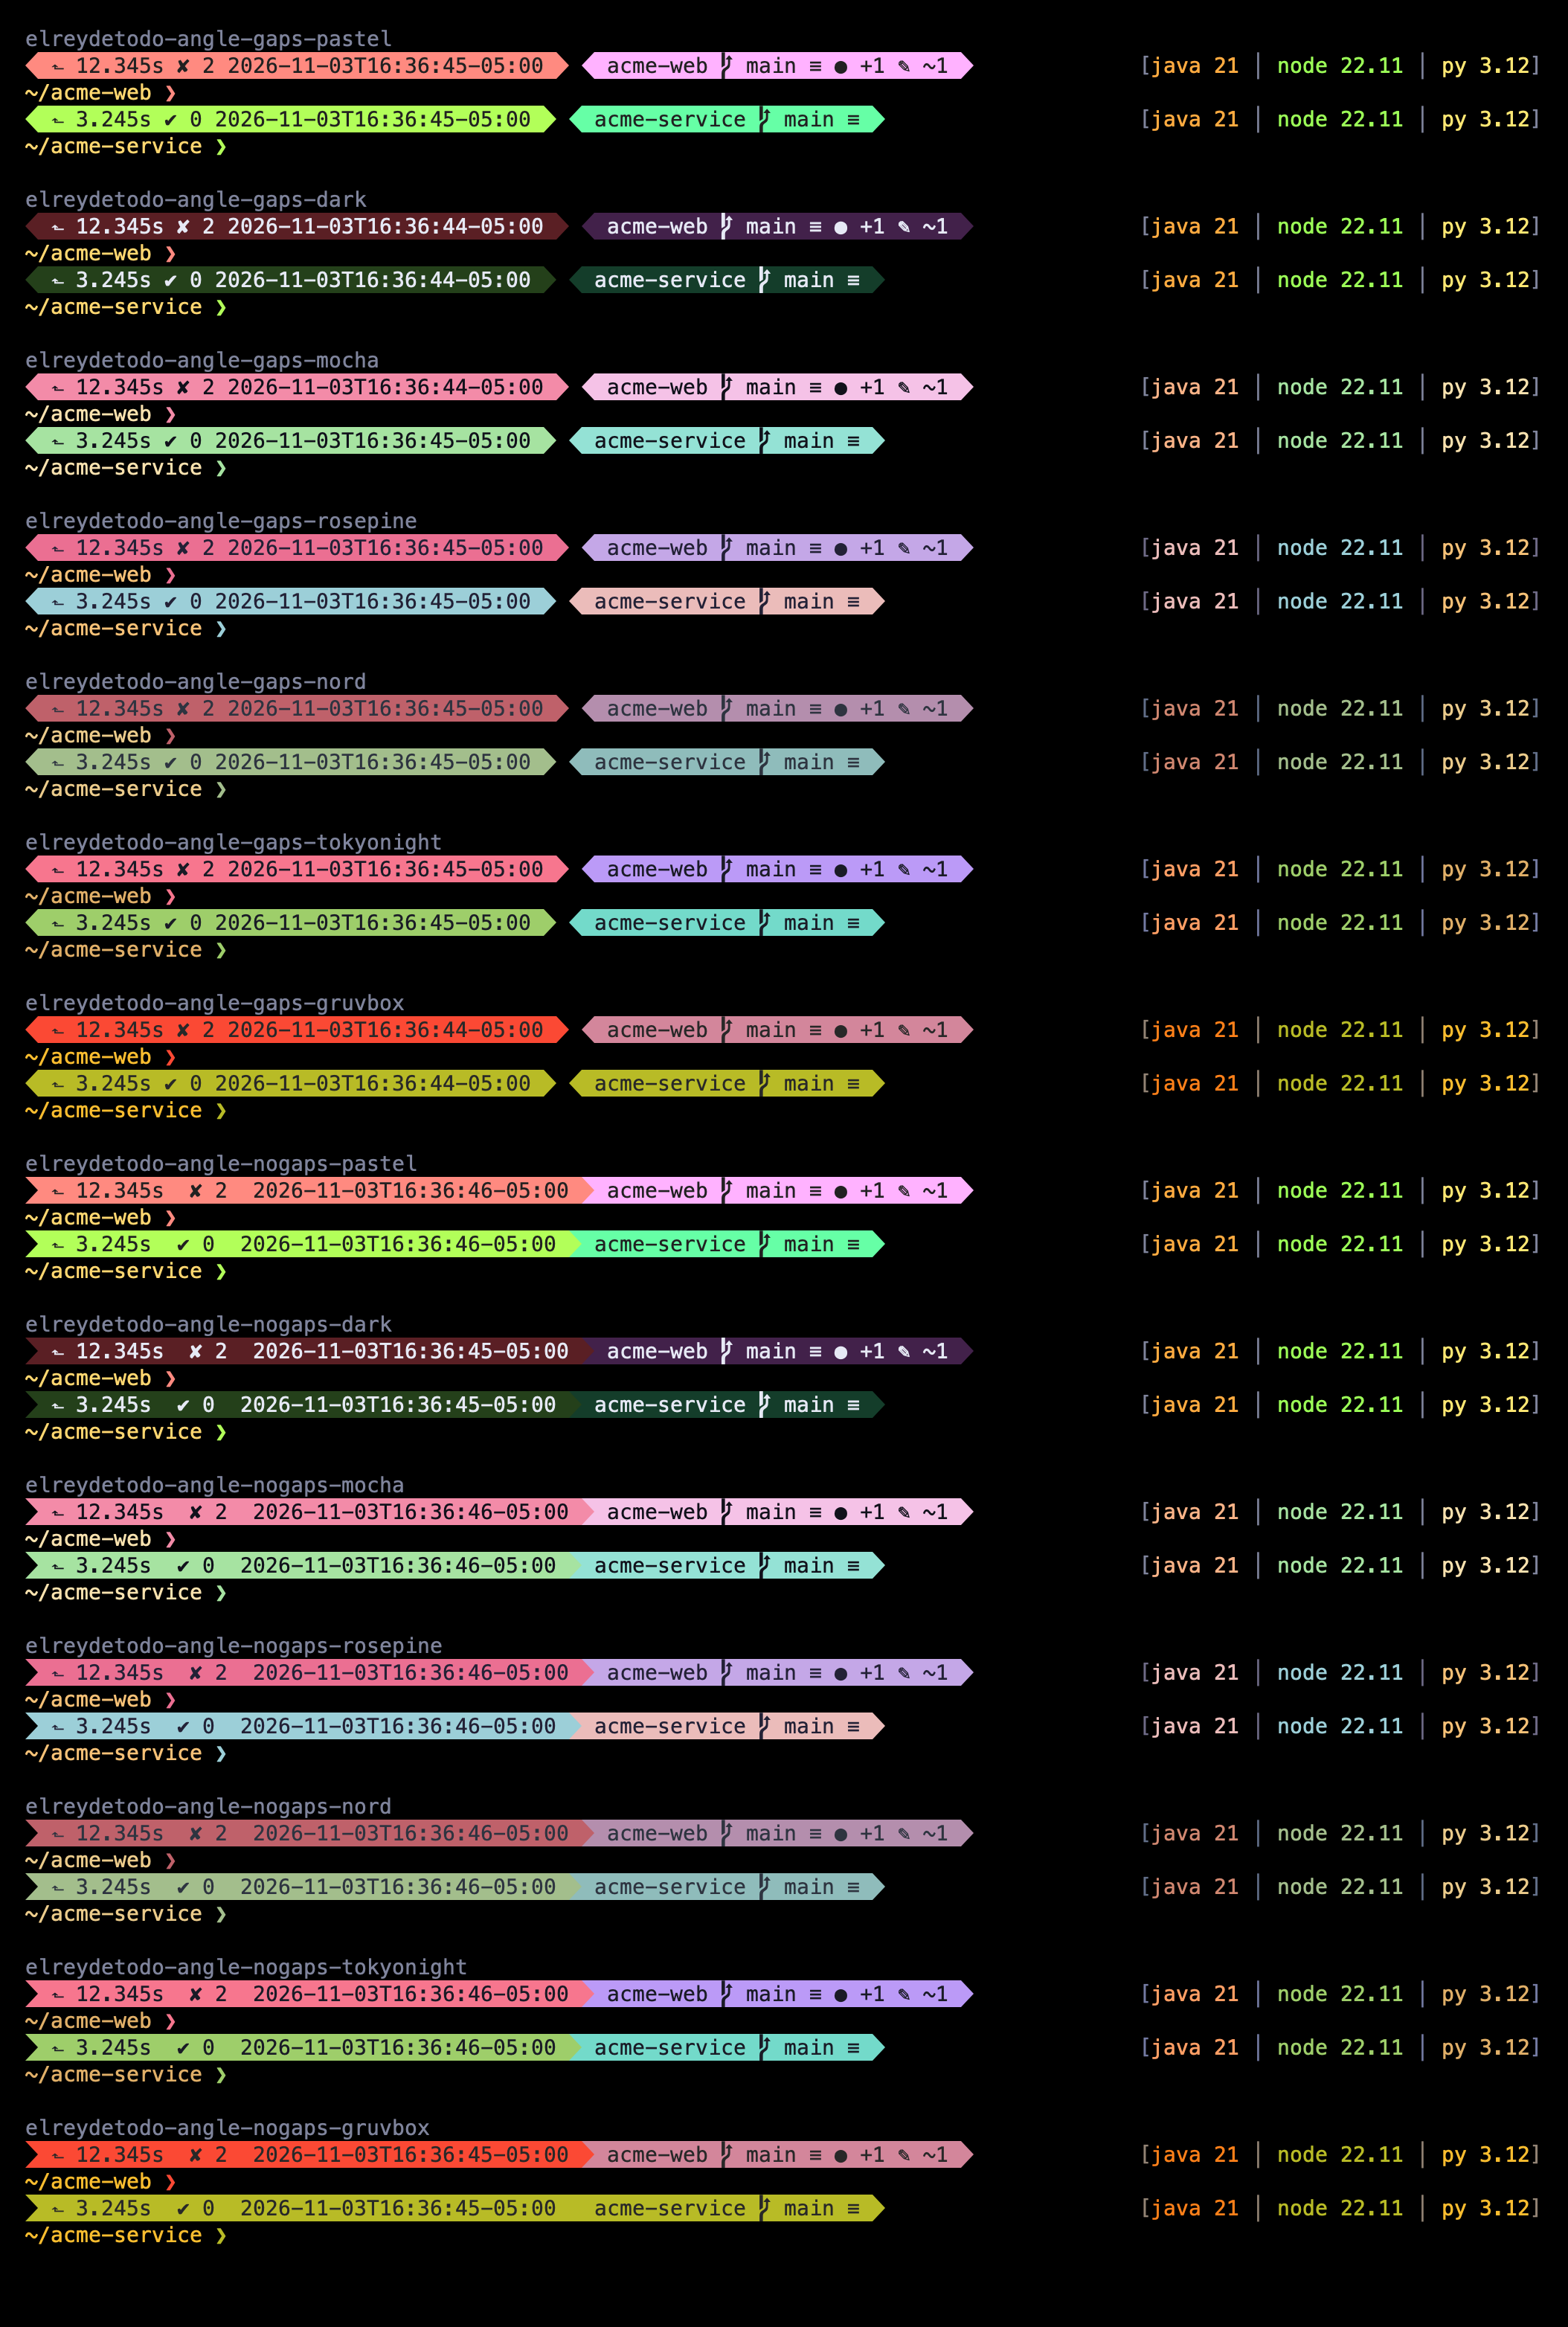 elreydetodo-angle-gaps-pastel
⬑ 12.345s ✘ 2 2026-11-03T16:36:45-05:00 acme-web  main ≡ ● +1 ✎ ~1 [java 21 │ node 22.11 │ py 3.12]
~/acme-web ❯
⬑ 3.245s ✔ 0 2026-11-03T16:36:45-05:00 acme-service  main ≡ [java 21 │ node 22.11 │ py 3.12]
~/acme-service ❯
elreydetodo-angle-gaps-dark
⬑ 12.345s ✘ 2 2026-11-03T16:36:44-05:00 acme-web  main ≡ ● +1 ✎ ~1 [java 21 │ node 22.11 │ py 3.12]
~/acme-web ❯
⬑ 3.245s ✔ 0 2026-11-03T16:36:44-05:00 acme-service  main ≡ [java 21 │ node 22.11 │ py 3.12]
~/acme-service ❯
elreydetodo-angle-gaps-mocha
⬑ 12.345s ✘ 2 2026-11-03T16:36:44-05:00 acme-web  main ≡ ● +1 ✎ ~1 [java 21 │ node 22.11 │ py 3.12]
~/acme-web ❯
⬑ 3.245s ✔ 0 2026-11-03T16:36:45-05:00 acme-service  main ≡ [java 21 │ node 22.11 │ py 3.12]
~/acme-service ❯
elreydetodo-angle-gaps-rosepine
⬑ 12.345s ✘ 2 2026-11-03T16:36:45-05:00 acme-web  main ≡ ● +1 ✎ ~1 [java 21 │ node 22.11 │ py 3.12]
~/acme-web ❯
⬑ 3.245s ✔ 0 2026-11-03T16:36:45-05:00 acme-service  main ≡ [java 21 │ node 22.11 │ py 3.12]
~/acme-service ❯
elreydetodo-angle-gaps-nord
⬑ 12.345s ✘ 2 2026-11-03T16:36:45-05:00 acme-web  main ≡ ● +1 ✎ ~1 [java 21 │ node 22.11 │ py 3.12]
~/acme-web ❯
⬑ 3.245s ✔ 0 2026-11-03T16:36:45-05:00 acme-service  main ≡ [java 21 │ node 22.11 │ py 3.12]
~/acme-service ❯
elreydetodo-angle-gaps-tokyonight
⬑ 12.345s ✘ 2 2026-11-03T16:36:45-05:00 acme-web  main ≡ ● +1 ✎ ~1 [java 21 │ node 22.11 │ py 3.12]
~/acme-web ❯
⬑ 3.245s ✔ 0 2026-11-03T16:36:45-05:00 acme-service  main ≡ [java 21 │ node 22.11 │ py 3.12]
~/acme-service ❯
elreydetodo-angle-gaps-gruvbox
⬑ 12.345s ✘ 2 2026-11-03T16:36:44-05:00 acme-web  main ≡ ● +1 ✎ ~1 [java 21 │ node 22.11 │ py 3.12]
~/acme-web ❯
⬑ 3.245s ✔ 0 2026-11-03T16:36:44-05:00 acme-service  main ≡ [java 21 │ node 22.11 │ py 3.12]
~/acme-service ❯
elreydetodo-angle-nogaps-pastel
⬑ 12.345s ✘ 2 2026-11-03T16:36:46-05:00 acme-web  main ≡ ● +1 ✎ ~1 [java 21 │ node 22.11 │ py 3.12]
~/acme-web ❯
⬑ 3.245s ✔ 0 2026-11-03T16:36:46-05:00 acme-service  main ≡ [java 21 │ node 22.11 │ py 3.12]
~/acme-service ❯
elreydetodo-angle-nogaps-dark
⬑ 12.345s ✘ 2 2026-11-03T16:36:45-05:00 acme-web  main ≡ ● +1 ✎ ~1 [java 21 │ node 22.11 │ py 3.12]
~/acme-web ❯
⬑ 3.245s ✔ 0 2026-11-03T16:36:45-05:00 acme-service  main ≡ [java 21 │ node 22.11 │ py 3.12]
~/acme-service ❯
elreydetodo-angle-nogaps-mocha
⬑ 12.345s ✘ 2 2026-11-03T16:36:46-05:00 acme-web  main ≡ ● +1 ✎ ~1 [java 21 │ node 22.11 │ py 3.12]
~/acme-web ❯
⬑ 3.245s ✔ 0 2026-11-03T16:36:46-05:00 acme-service  main ≡ [java 21 │ node 22.11 │ py 3.12]
~/acme-service ❯
elreydetodo-angle-nogaps-rosepine
⬑ 12.345s ✘ 2 2026-11-03T16:36:46-05:00 acme-web  main ≡ ● +1 ✎ ~1 [java 21 │ node 22.11 │ py 3.12]
~/acme-web ❯
⬑ 3.245s ✔ 0 2026-11-03T16:36:46-05:00 acme-service  main ≡ [java 21 │ node 22.11 │ py 3.12]
~/acme-service ❯
elreydetodo-angle-nogaps-nord
⬑ 12.345s ✘ 2 2026-11-03T16:36:46-05:00 acme-web  main ≡ ● +1 ✎ ~1 [java 21 │ node 22.11 │ py 3.12]
~/acme-web ❯
⬑ 3.245s ✔ 0 2026-11-03T16:36:46-05:00 acme-service  main ≡ [java 21 │ node 22.11 │ py 3.12]
~/acme-service ❯
elreydetodo-angle-nogaps-tokyonight
⬑ 12.345s ✘ 2 2026-11-03T16:36:46-05:00 acme-web  main ≡ ● +1 ✎ ~1 [java 21 │ node 22.11 │ py 3.12]
~/acme-web ❯
⬑ 3.245s ✔ 0 2026-11-03T16:36:46-05:00 acme-service  main ≡ [java 21 │ node 22.11 │ py 3.12]
~/acme-service ❯
elreydetodo-angle-nogaps-gruvbox
⬑ 12.345s ✘ 2 2026-11-03T16:36:45-05:00 acme-web  main ≡ ● +1 ✎ ~1 [java 21 │ node 22.11 │ py 3.12]
~/acme-web ❯
⬑ 3.245s ✔ 0 2026-11-03T16:36:45-05:00 acme-service  main ≡ [java 21 │ node 22.11 │ py 3.12]
~/acme-service ❯